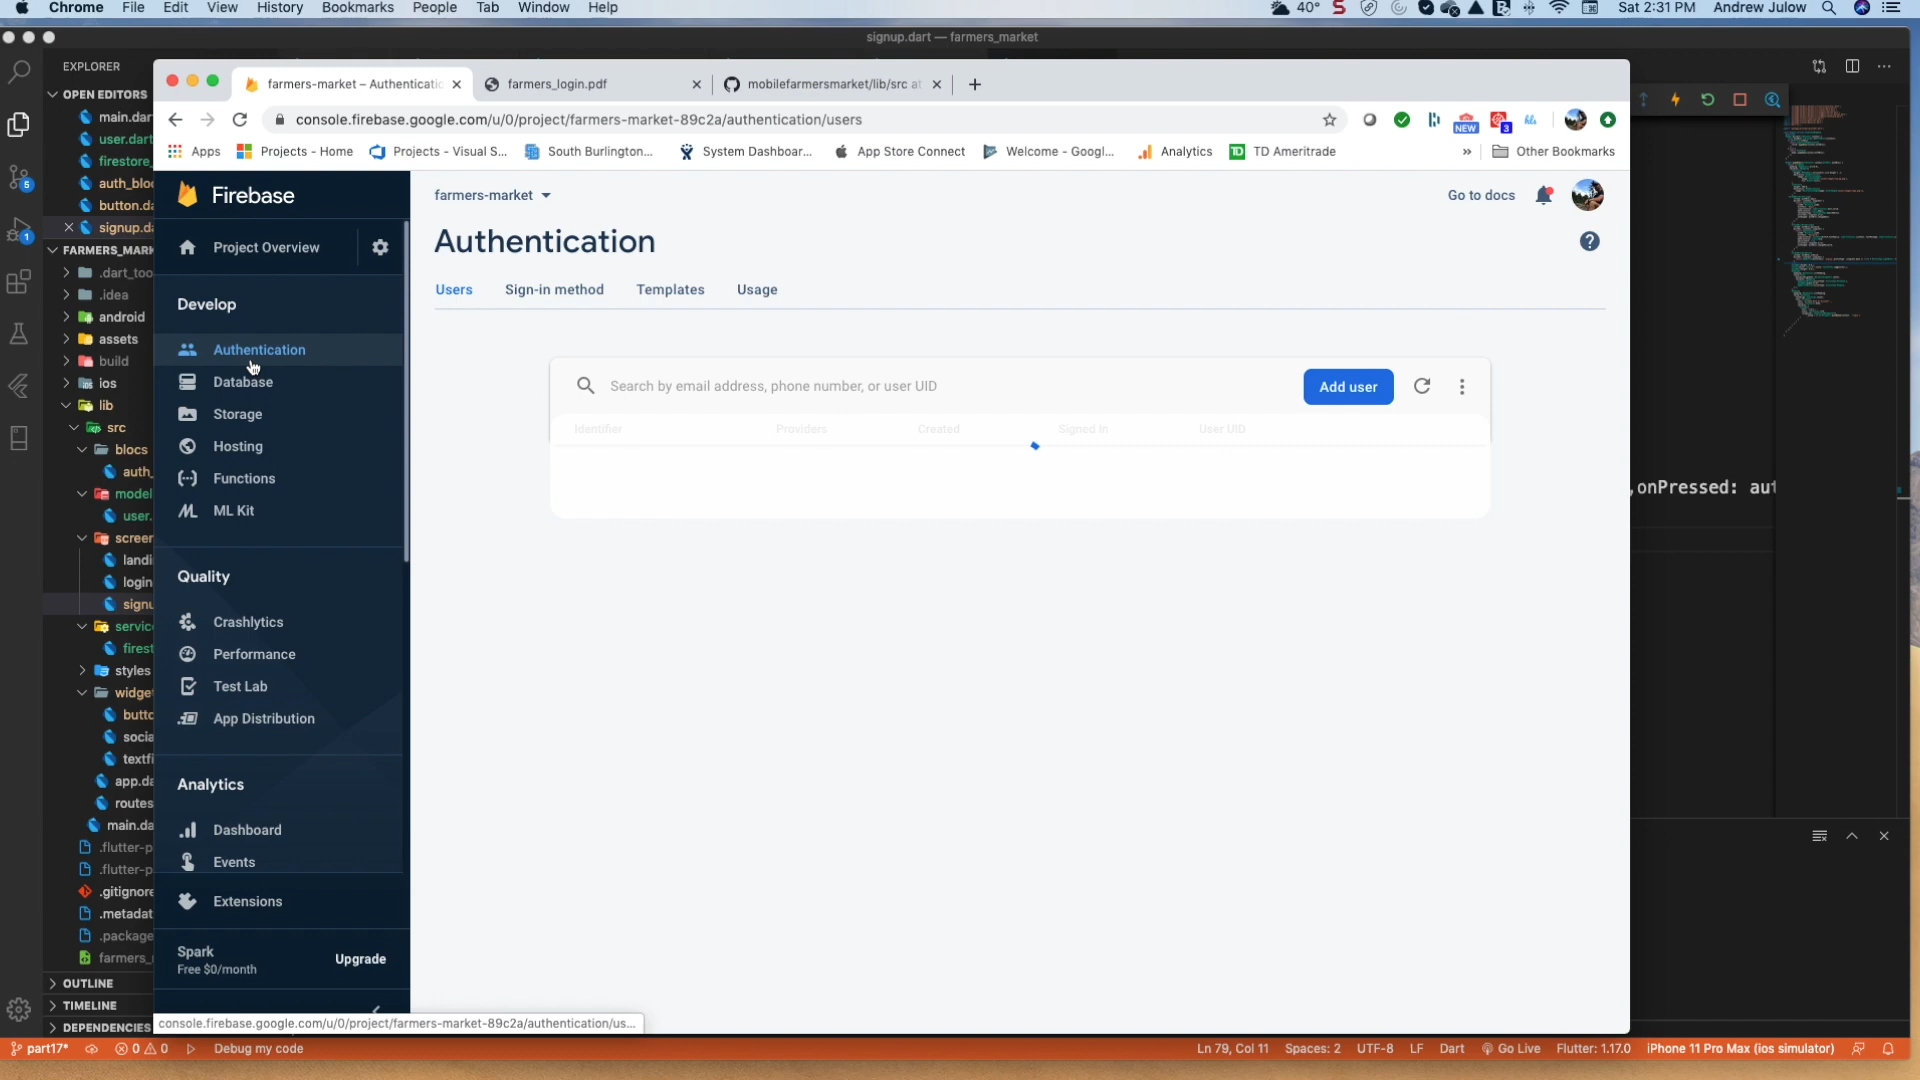 Chrome File Edit View History Bookmarks People Tab Window Help 40° Sat 2:31 PM Andrew Julow
signup.dart — farmers_market
EXPLORER
OPEN EDITORS
main.dar
user.dart
firestore_
auth_bloc
button.da
signup.da
FARMERS_MARK
.dart_too
.idea
android
assets
build
ios
lib
src
blocs
auth_
model
user.
screen
landi
login
signu
service
firest
styles
widget
butto
socia
textfi
app.da
routes
main.da
.flutter-p
.flutter-p
.gitignore
.metadat
.package
farmers_
OUTLINE
TIMELINE
DEPENDENCIES
farmers-market – Authenticatic
farmers_login.pdf
mobilefarmersmarket/lib/src at
console.firebase.google.com/u/0/project/farmers-market-89c2a/authentication/users
NEW
3
Apps Projects - Home Projects - Visual S... South Burlington... System Dashboar... App Store Connect Welcome - Googl... Analytics TD Ameritrade » Other Bookmarks
Firebase
Project Overview
Develop
Authentication
Database
Storage
Hosting
Functions
ML Kit
Quality
Crashlytics
Performance
Test Lab
App Distribution
Analytics
Dashboard
Events
Extensions
Spark
Free $0/month
Upgrade
farmers-market
Go to docs
Authentication
Users Sign-in method Templates Usage
Search by email address, phone number, or user UID
Add user
Identifier Providers Created Signed In User UID
,onPressed: aut
5
1
console.firebase.google.com/u/0/project/farmers-market-89c2a/authentication/us...
part17* 0 0 Debug my code Ln 79, Col 11 Spaces: 2 UTF-8 LF Dart Go Live Flutter: 1.17.0 iPhone 11 Pro Max (ios simulator)